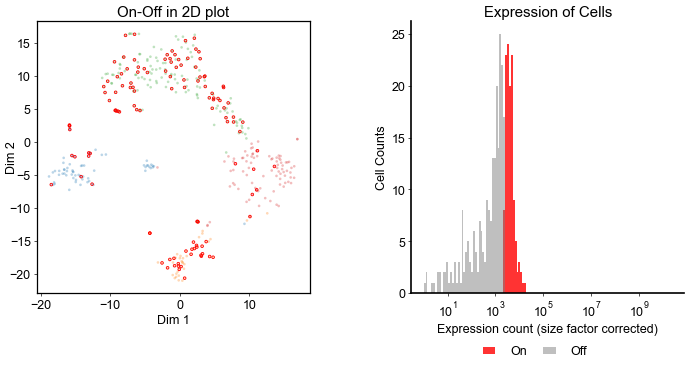 On-Off in 2D plot
15
10
5
0
−5
−10
−15
−20
Dim 2
−20 −10 0 10
Dim 1
Expression of Cells
25
20
15
10
5
0
Cell Counts
10^1 10^3 10^5 10^7 10^9
Expression count (size factor corrected)
On Off